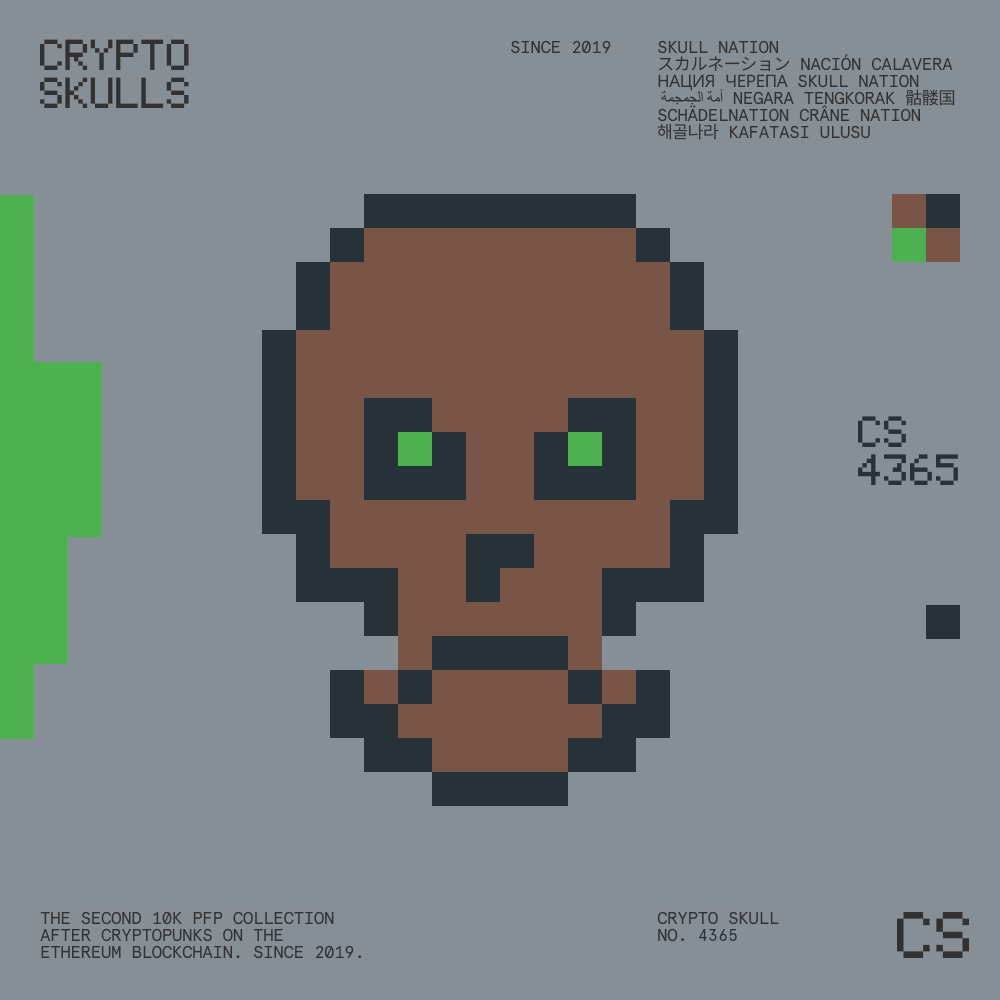 CRYPTO
SKULLS
SINCE 2019
SKULL NATION
スカルネーション NACIÓN CALAVERA
НАЦИЯ ЧЕРЕПА SKULL NATION
أمة الجمجمة NEGARA TENGKORAK 骷髅国
SCHÄDELNATION CRÂNE NATION
해골나라 KAFATASI ULUSU
CS
4365
THE SECOND 10K PFP COLLECTION
AFTER CRYPTOPUNKS ON THE
ETHEREUM BLOCKCHAIN. SINCE 2019.
CRYPTO SKULL
NO. 4365
CS